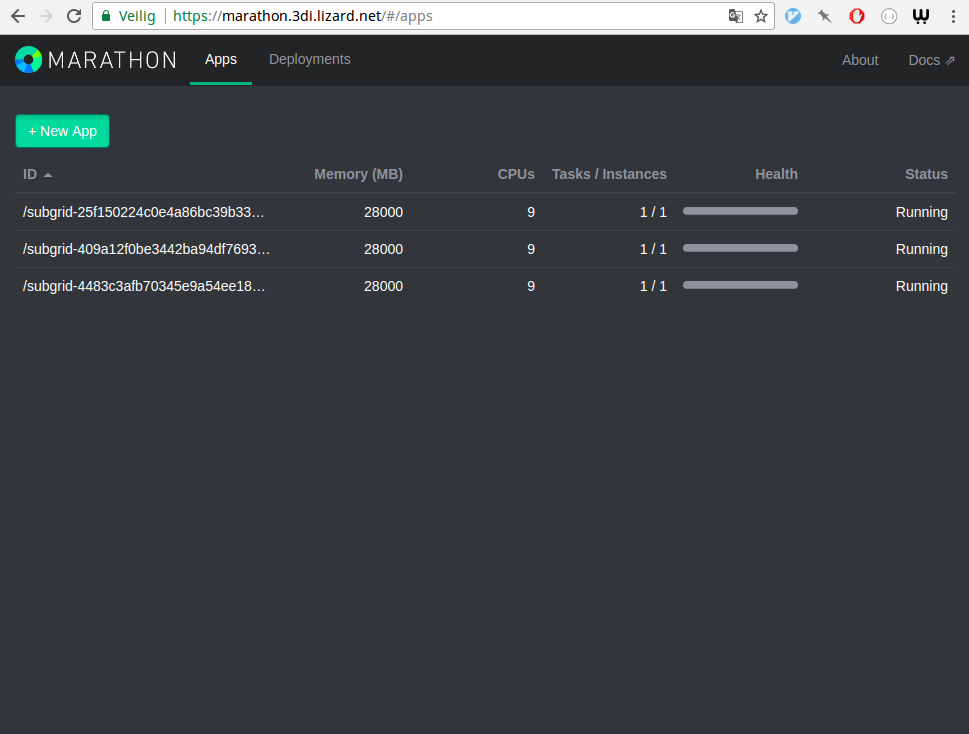 Veilig https://marathon.3di.lizard.net/#/apps
MARATHON Apps Deployments About Docs
+ New App
ID Memory (MB) CPUs Tasks / Instances Health Status
/subgrid-25f150224c0e4a86bc39b33… 28000 9 1 / 1 Running
/subgrid-409a12f0be3442ba94df7693… 28000 9 1 / 1 Running
/subgrid-4483c3afb70345e9a54ee18… 28000 9 1 / 1 Running